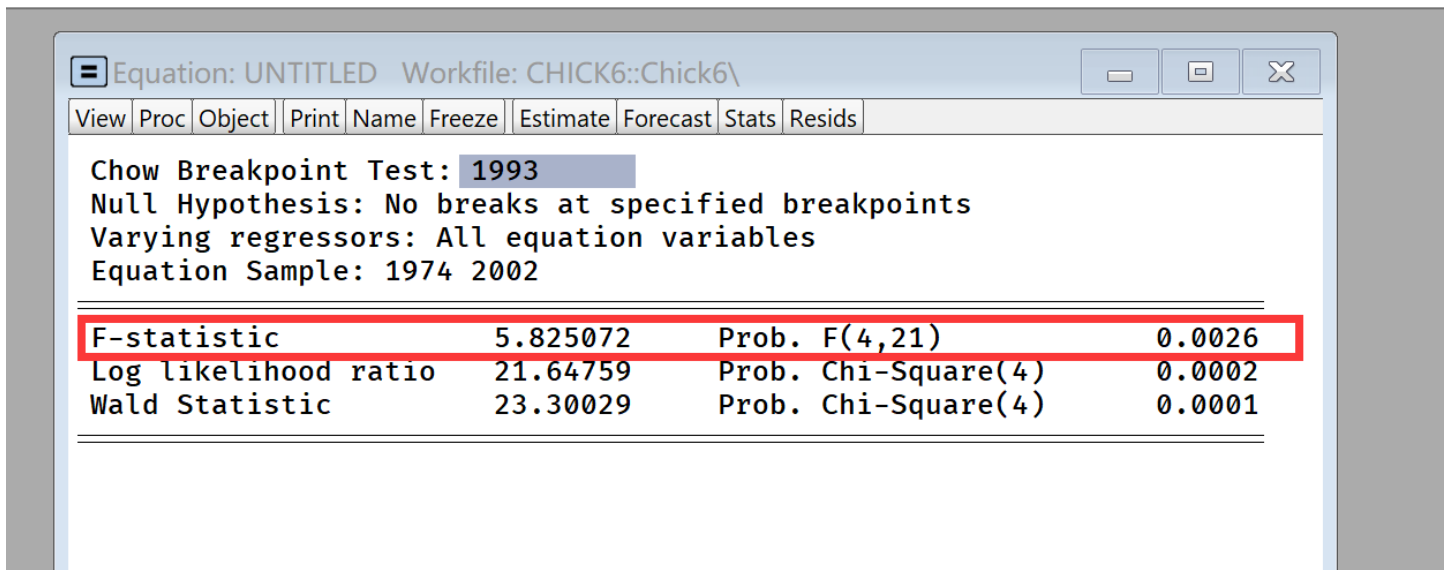 Equation: UNTITLED Workfile: CHICK6::Chick6\
View Proc Object Print Name Freeze Estimate Forecast Stats Resids
Chow Breakpoint Test: 1993
Null Hypothesis: No breaks at specified breakpoints
Varying regressors: All equation variables
Equation Sample: 1974 2002
F-statistic 5.825072 Prob. F(4,21) 0.0026
Log likelihood ratio 21.64759 Prob. Chi-Square(4) 0.0002
Wald Statistic 23.30029 Prob. Chi-Square(4) 0.0001